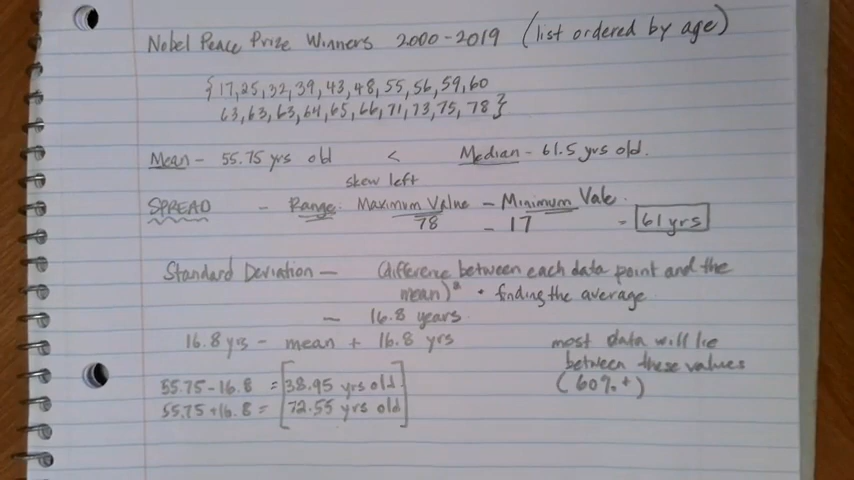 Nobel Peace Prize Winners 2000-2019 (list ordered by age)
{17,25,32,39,43,48,55,56,59,60
63,63,63,64,65,66,71,73,75,78}
Mean - 55.75 yrs old < Median - 61.5 yrs old.
skew left
SPREAD - Range: Maximum Value - Minimum Value.
78 - 17 = 61 yrs
Standard Deviation - (difference between each data point and the
mean)² + finding the average
- 16.8 years
16.8 yrs - mean + 16.8 yrs
most data will lie
between these values
(60%+)
55.75-16.8 = [38.95 yrs old]
55.75+16.8 = [72.55 yrs old]